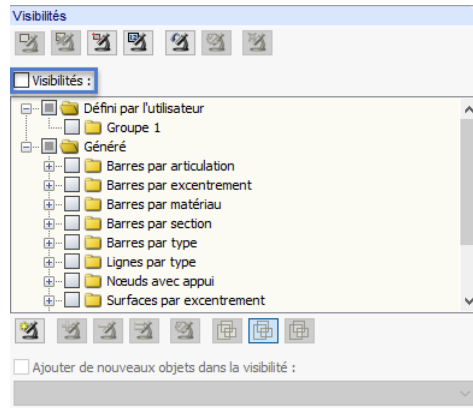 Visibilités
Visibilités :
Défini par l'utilisateur
Groupe 1
Généré
Barres par articulation
Barres par excentrement
Barres par matériau
Barres par section
Barres par type
Lignes par type
Nœuds avec appui
Surfaces par excentrement
Ajouter de nouveaux objets dans la visibilité :